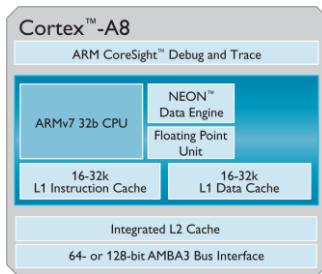 Cortex™-A8
ARM CoreSight™ Debug and Trace
ARMv7 32b CPU
NEON™
Data Engine
Floating Point
Unit
16-32k
L1 Instruction Cache
16-32k
L1 Data Cache
Integrated L2 Cache
64- or 128-bit AMBA3 Bus Interface